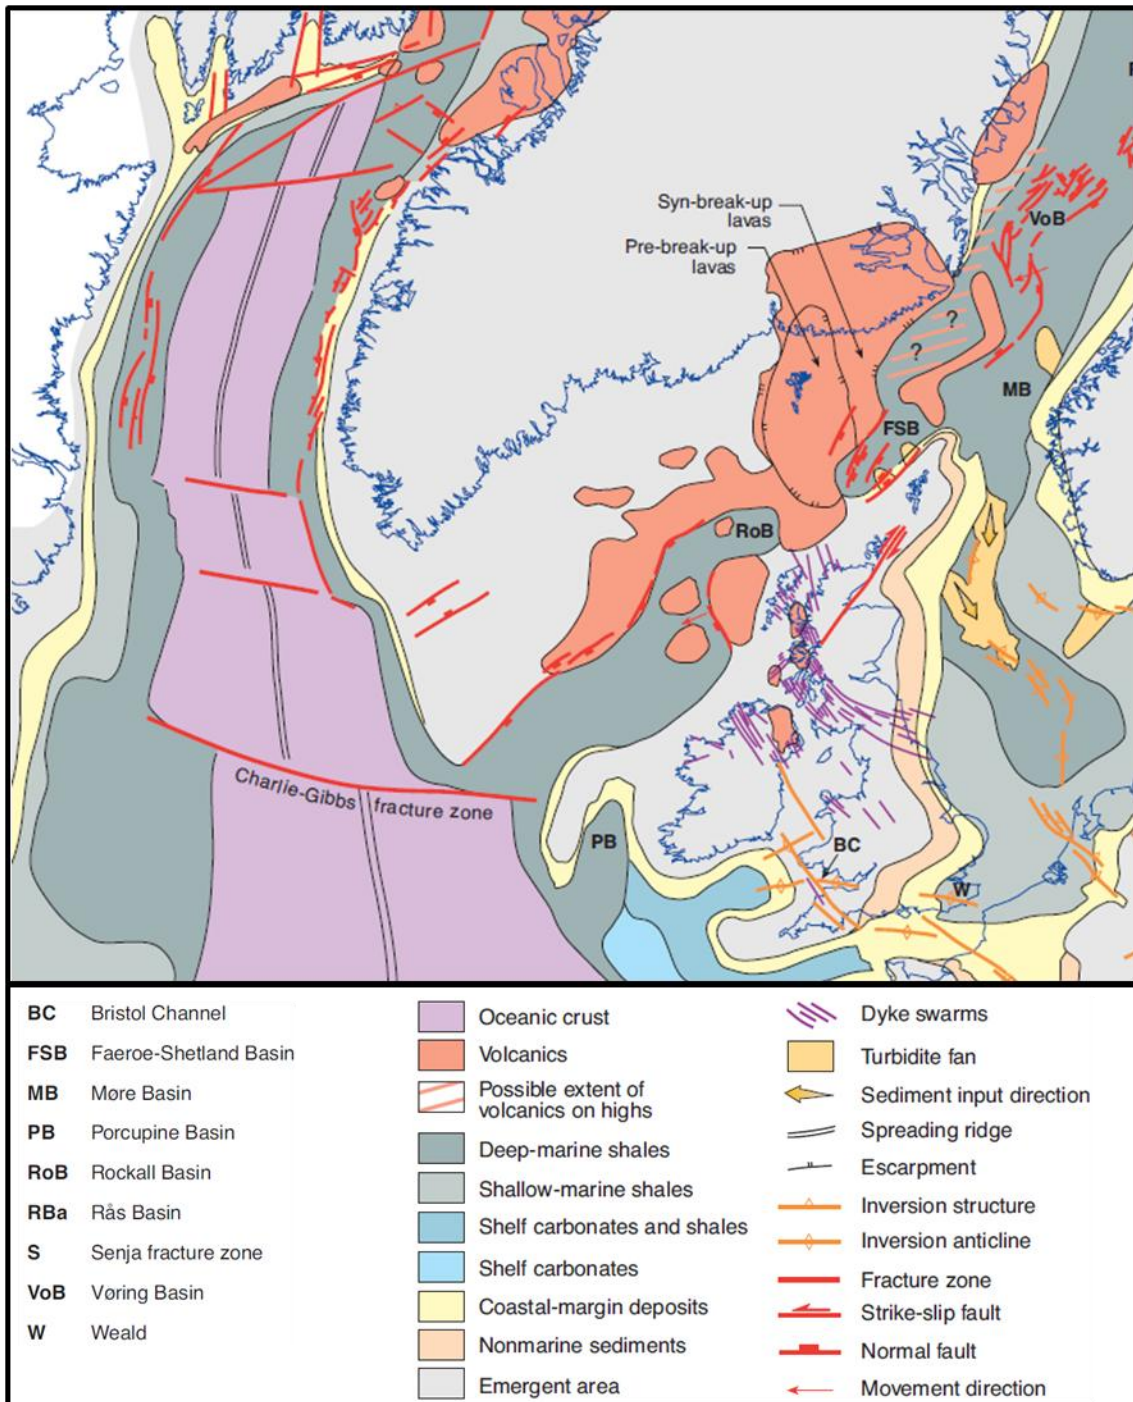 Syn-break-up
lavas
Pre-break-up
lavas
VoB
?
?
MB
FSB
RoB
Charlie-Gibbs fracture zone
PB
BC
W
BC Bristol Channel
FSB Faeroe-Shetland Basin
MB Møre Basin
PB Porcupine Basin
RoB Rockall Basin
RBa Rås Basin
S Senja fracture zone
VoB Vøring Basin
W Weald
Oceanic crust
Volcanics
Possible extent of
volcanics on highs
Deep-marine shales
Shallow-marine shales
Shelf carbonates and shales
Shelf carbonates
Coastal-margin deposits
Nonmarine sediments
Emergent area
Dyke swarms
Turbidite fan
Sediment input direction
Spreading ridge
Escarpment
Inversion structure
Inversion anticline
Fracture zone
Strike-slip fault
Normal fault
Movement direction